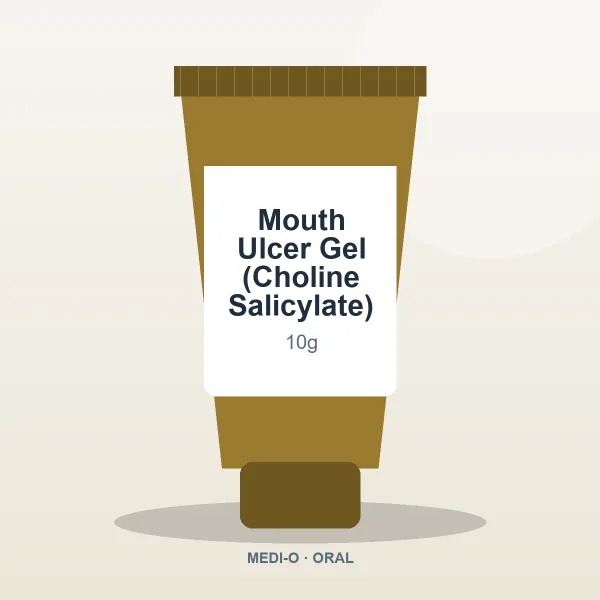 Mouth
Ulcer Gel
(Choline
Salicylate)
10g
MEDI-O · ORAL